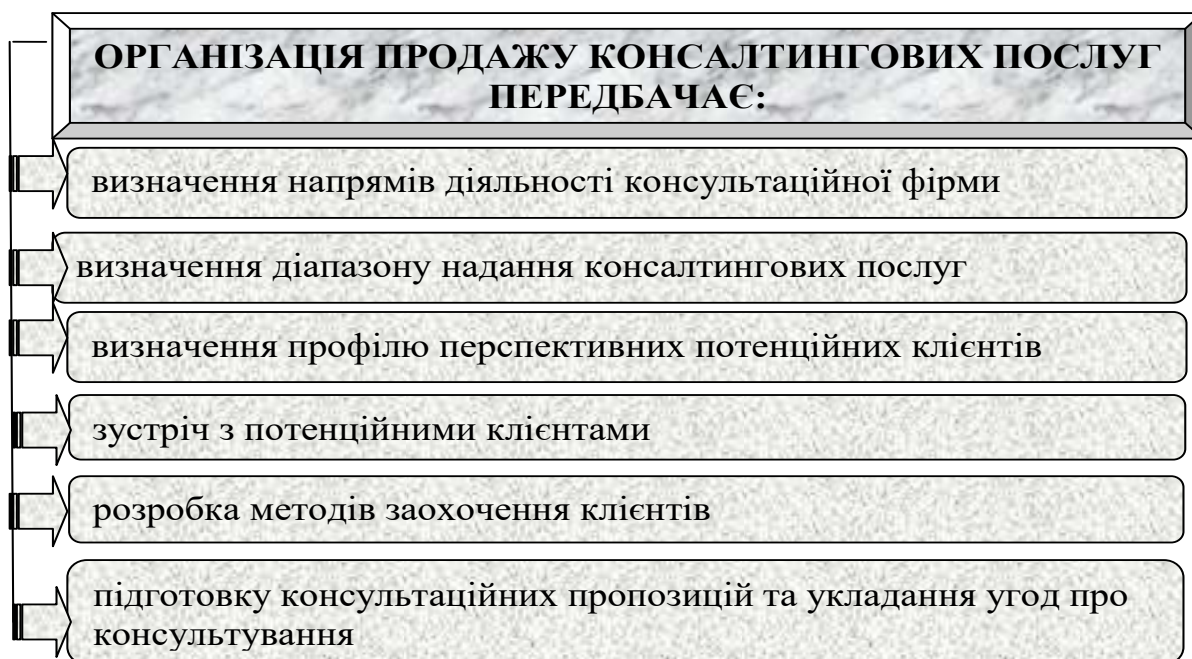 ОРГАНІЗАЦІЯ ПРОДАЖУ КОНСАЛТИНГОВИХ ПОСЛУГ
ПЕРЕДБАЧАЄ:
визначення напрямів діяльності консультаційної фірми
визначення діапазону надання консалтингових послуг
визначення профілю перспективних потенційних клієнтів
зустріч з потенційними клієнтами
розробка методів заохочення клієнтів
підготовку консультаційних пропозицій та укладання угод про
консультування